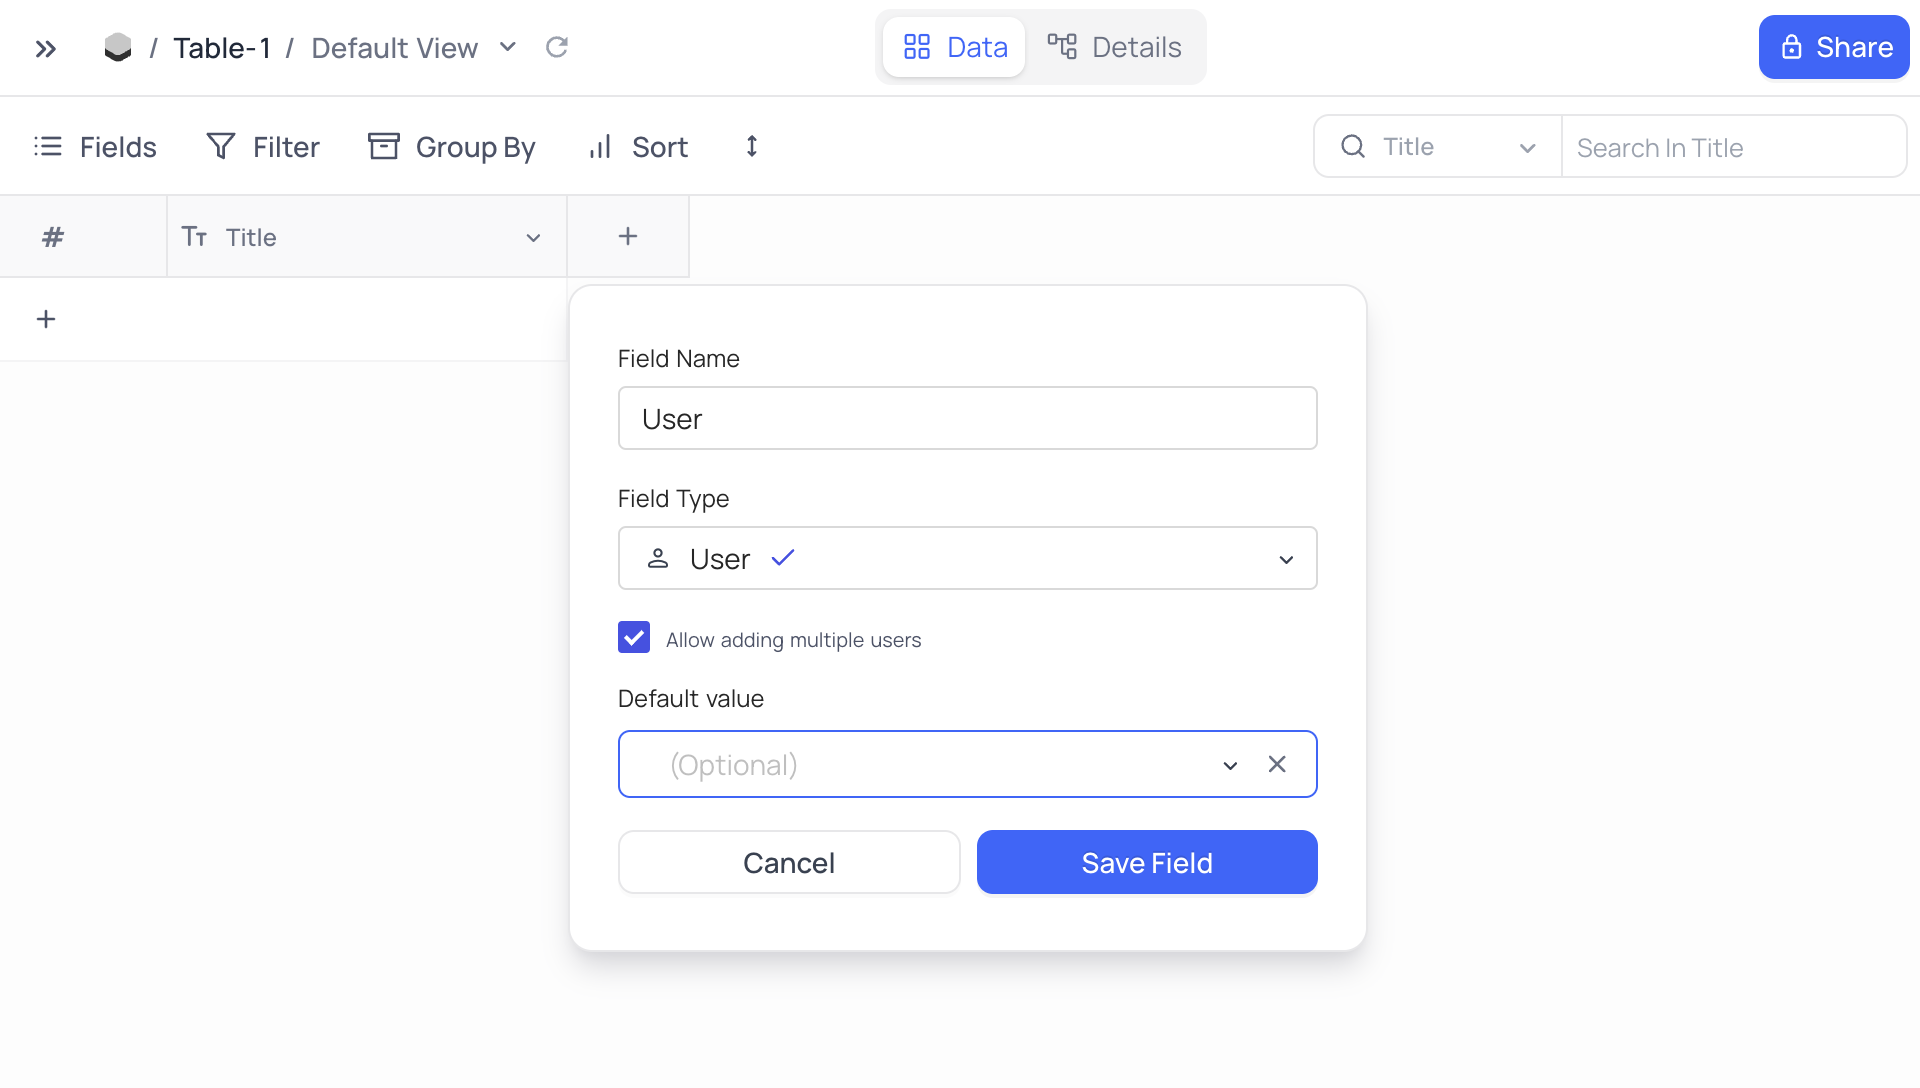 / Table-1 / Default View
Data
Details
Share
Fields
Filter
Group By
Sort
Title
Search In Title
#
Title
Field Name
User
Field Type
User
Allow adding multiple users
Default value
(Optional)
Cancel
Save Field